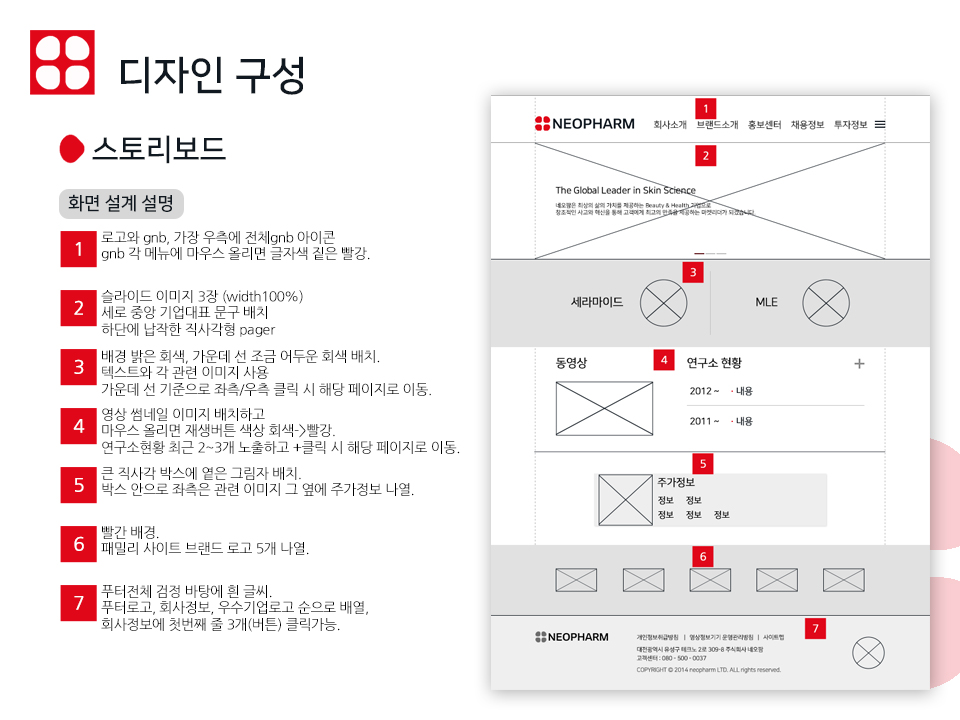 디자인 구성
스토리보드
화면 설계 설명
1
로고와 gnb, 가장 우측에 전체gnb 아이콘
gnb 각 메뉴에 마우스 올리면 글자색 짙은 빨강.
2
슬라이드 이미지 3장 (width100%)
세로 중앙 기업대표 문구 배치
하단에 납작한 직사각형 pager
3
배경 밝은 회색, 가운데 선 조금 어두운 회색 배치.
텍스트와 각 관련 이미지 사용
가운데 선 기준으로 좌측/우측 클릭 시 해당 페이지로 이동.
4
영상 썸네일 이미지 배치하고
마우스 올리면 재생버튼 색상 회색->빨강.
연구소현황 최근 2~3개 노출하고 +클릭 시 해당 페이지로 이동.
5
큰 직사각 박스에 옅은 그림자 배치.
박스 안으로 좌측은 관련 이미지 그 옆에 주가정보 나열.
6
빨간 배경.
패밀리 사이트 브랜드 로고 5개 나열.
7
푸터전체 검정 바탕에 흰 글씨.
푸터로고, 회사정보, 우수기업로고 순으로 배열,
회사정보에 첫번째 줄 3개(버튼) 클릭가능.
1
NEOPHARM 회사소개 브랜드소개 홍보센터 채용정보 투자정보
2
The Global Leader in Skin Science
네오팜은 최상의 삶의 가치를 제공하는 Beauty & Health 기업으로
창조적인 사고와 혁신을 통해 고객에게 최고의 만족을 제공하는 마켓리더가 되겠습니다
3
세라마이드 MLE
동영상 4 연구소 현황 +
2012 ~ · 내용
2011 ~ · 내용
5
주가정보
정보 정보
정보 정보 정보
6
7
NEOPHARM 개인정보취급방침 | 영상정보기기 운영관리방침 | 사이트맵
대전광역시 유성구 테크노 2로 309-8 주식회사 네오팜
고객센터 : 080 - 500 - 0037
COPYRIGHT © 2014 neopharm LTD. ALL rights reserved.